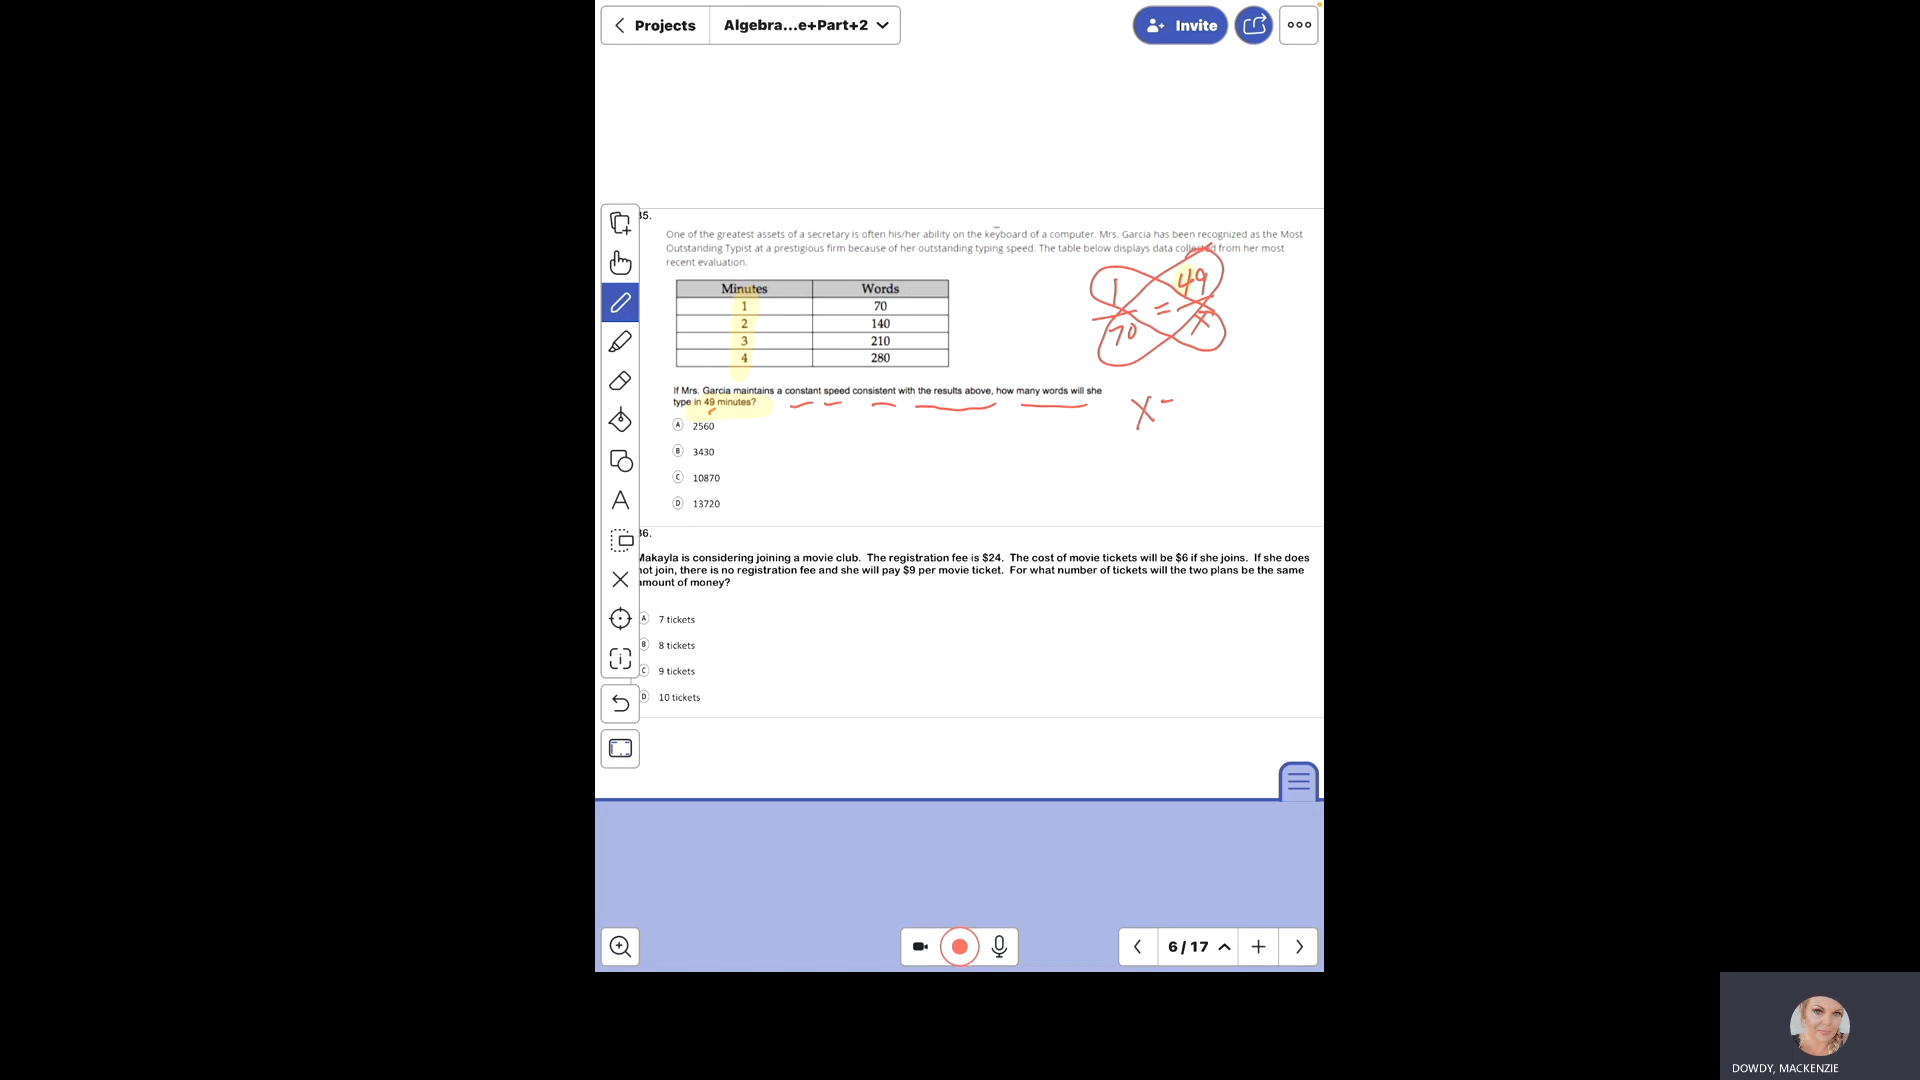 Projects Algebra...e+Part+2 Invite
35.
One of the greatest assets of a secretary is often his/her ability on the keyboard of a computer. Mrs. Garcia has been recognized as the Most
Outstanding Typist at a prestigious firm because of her outstanding typing speed. The table below displays data collected from her most
recent evaluation.
Minutes Words
1 70
2 140
3 210
4 280
1/70 = 49/x
If Mrs. Garcia maintains a constant speed consistent with the results above, how many words will she
type in 49 minutes?
x=
A 2560
B 3430
C 10870
D 13720
36.
Makayla is considering joining a movie club. The registration fee is $24. The cost of movie tickets will be $6 if she joins. If she does
not join, there is no registration fee and she will pay $9 per movie ticket. For what number of tickets will the two plans be the same
amount of money?
A 7 tickets
B 8 tickets
C 9 tickets
D 10 tickets
6 / 17
DOWDY, MACKENZIE